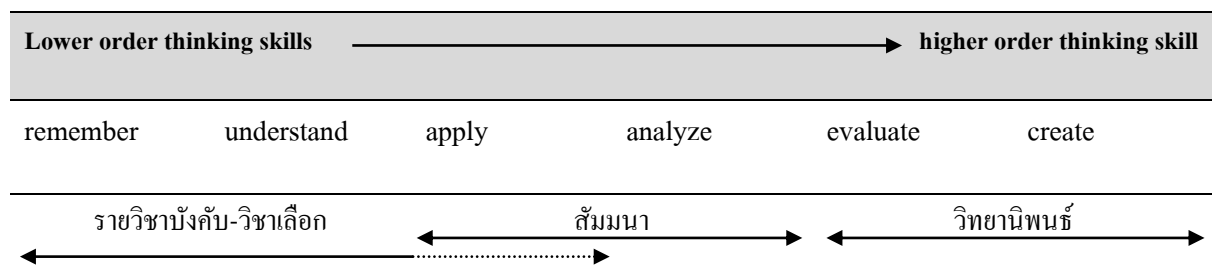 Lower order thinking skills higher order thinking skill
remember understand apply analyze evaluate create
รายวิชาบังคับ-วิชาเลือก สัมมนา วิทยานิพนธ์